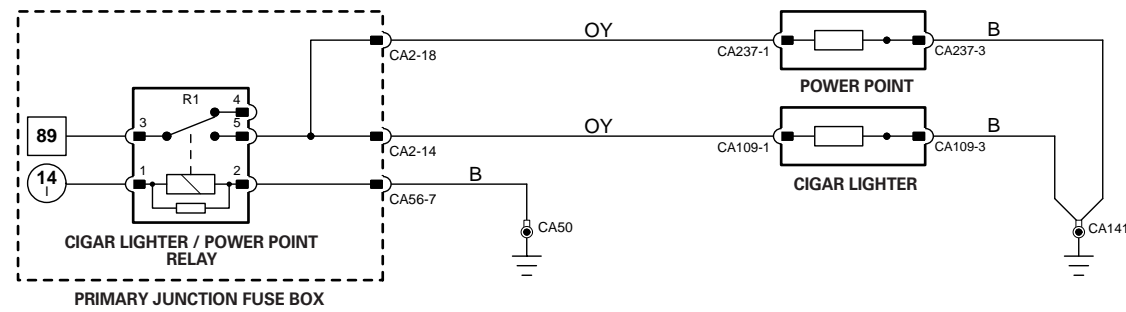 OY
B
CA2-18
CA237-1
CA237-3
POWER POINT
R1
4
3
5
89
OY
B
CA2-14
CA109-1
CA109-3
CIGAR LIGHTER
1
2
14
I
B
CA56-7
CA50
CA141
CIGAR LIGHTER / POWER POINT
RELAY
PRIMARY JUNCTION FUSE BOX